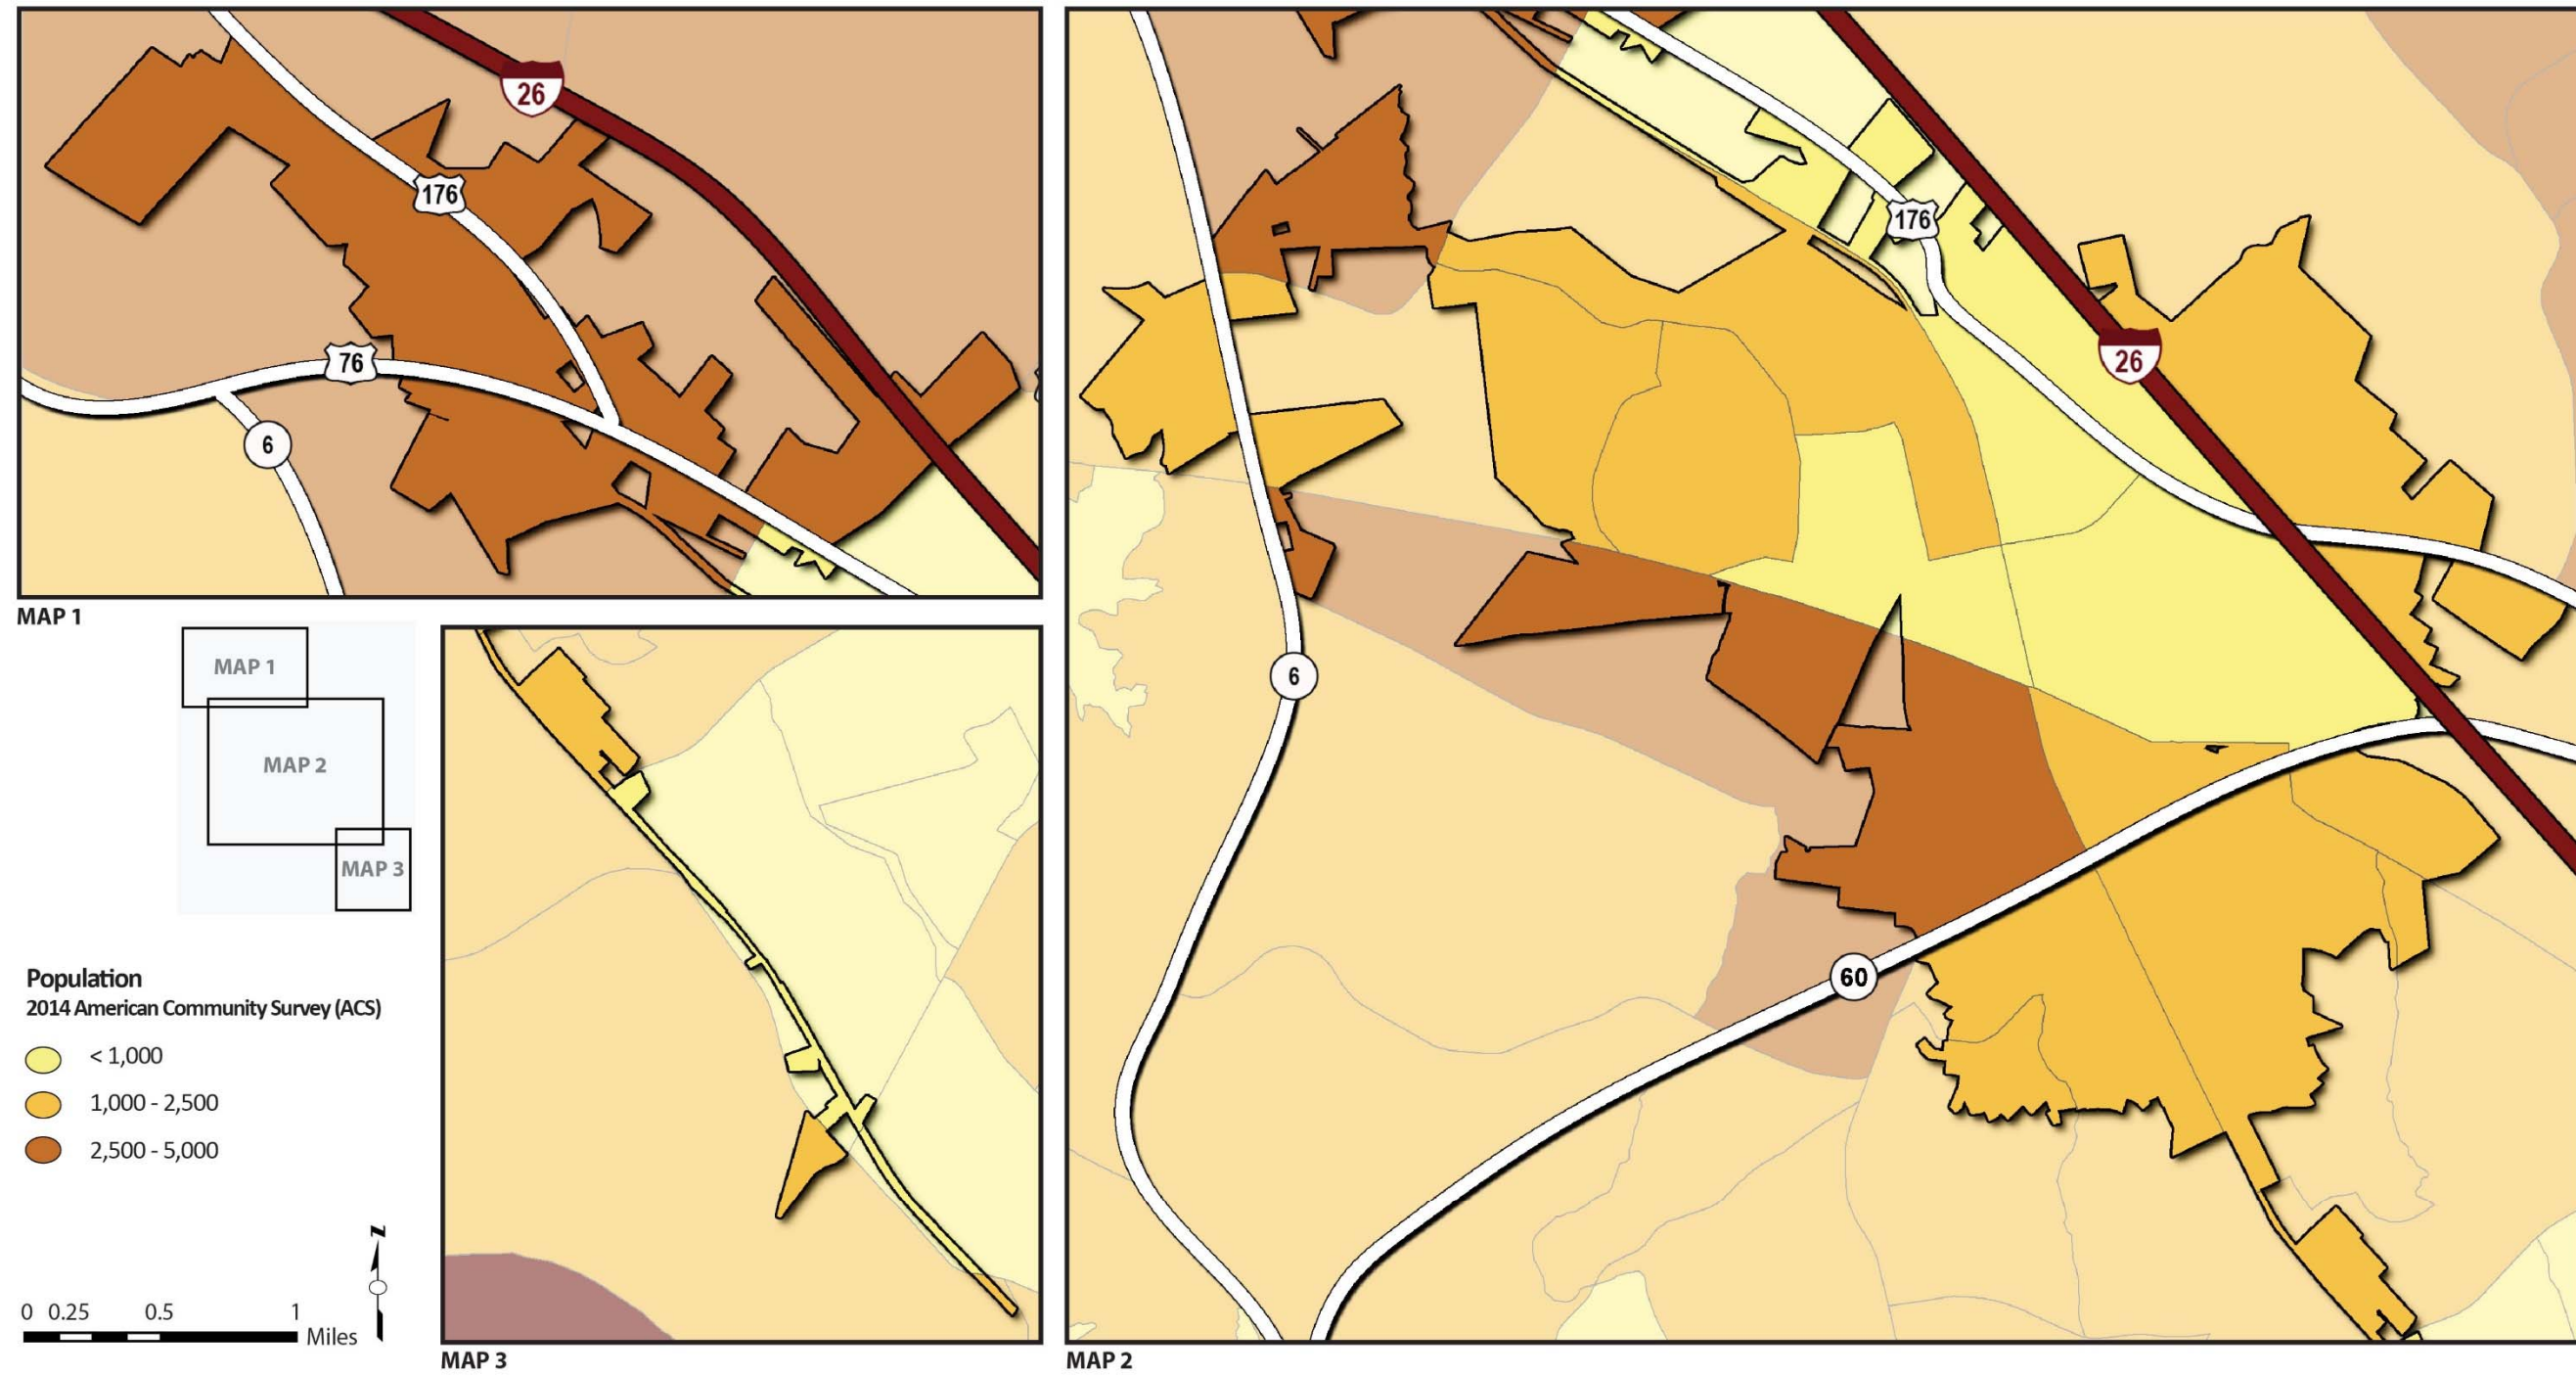 26
176
76
6
MAP 1
MAP 1
MAP 2
MAP 3
Population
2014 American Community Survey (ACS)
< 1,000
1,000 - 2,500
2,500 - 5,000
N
0 0.25 0.5 1
Miles
MAP 3
176
26
6
60
MAP 2